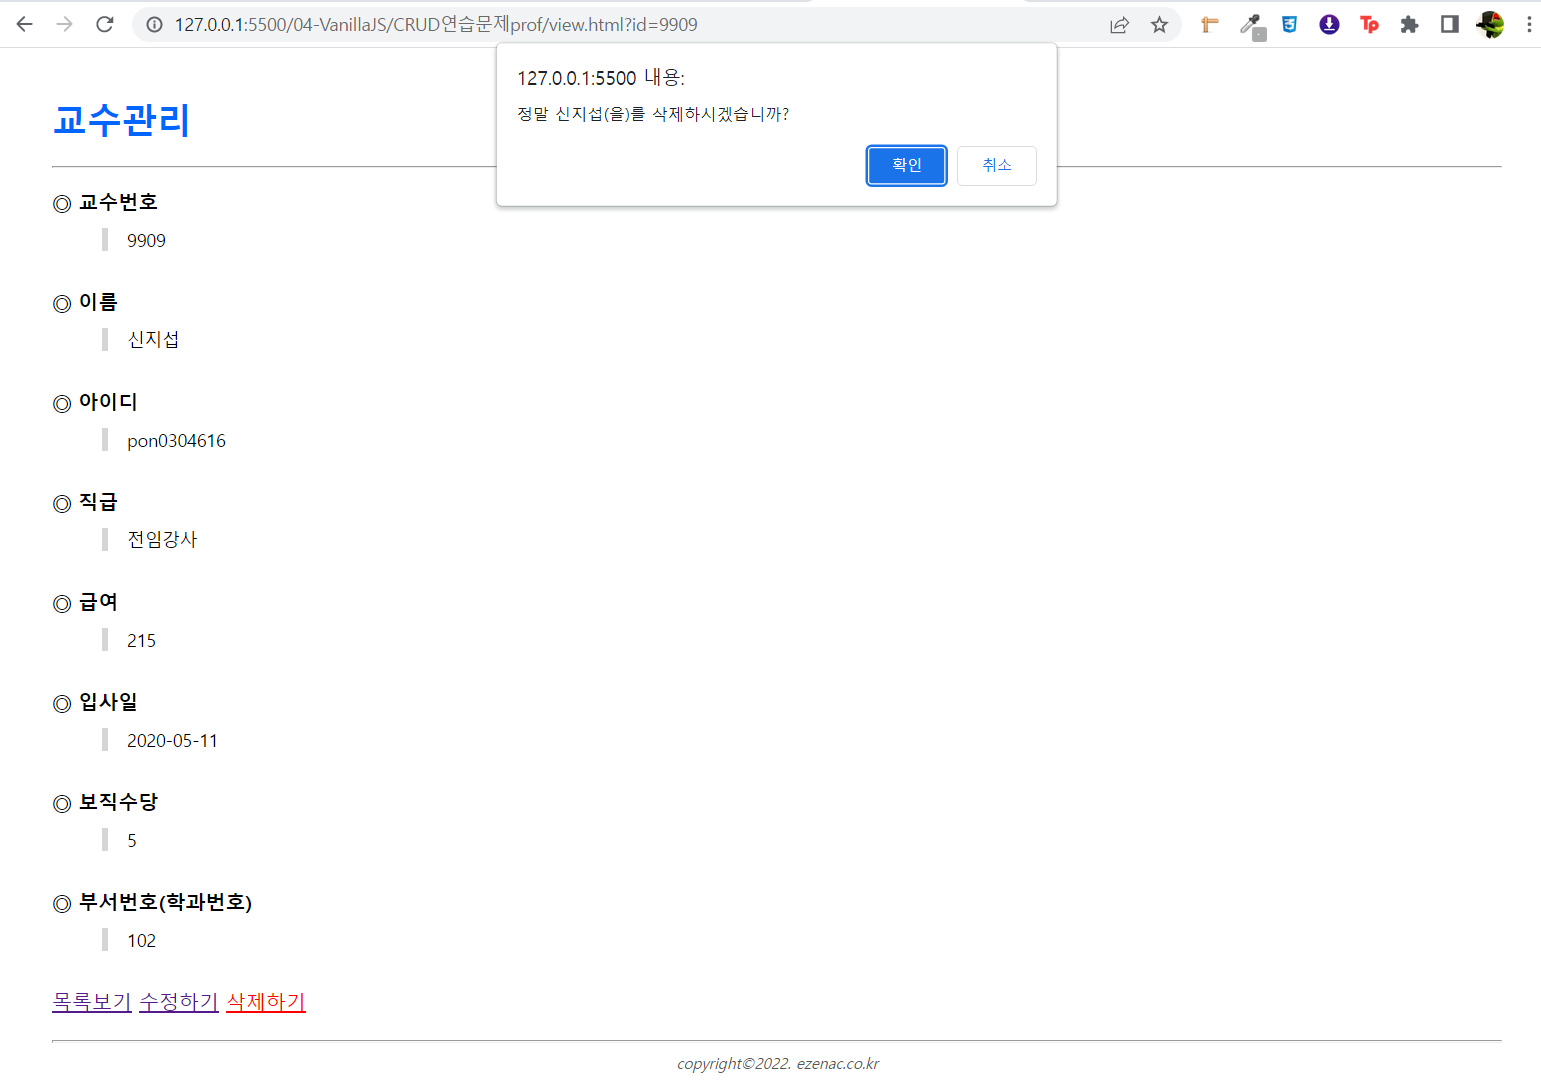 127.0.0.1:5500/04-VanillaJS/CRUD연습문제prof/view.html?id=9909
Tp
127.0.0.1:5500 내용:
정말 신지섭(을)를 삭제하시겠습니까?
확인 취소
교수관리
◎ 교수번호
9909
◎ 이름
신지섭
◎ 아이디
pon0304616
◎ 직급
전임강사
◎ 급여
215
◎ 입사일
2020-05-11
◎ 보직수당
5
◎ 부서번호(학과번호)
102
목록보기 수정하기 삭제하기
copyright©2022. ezenac.co.kr